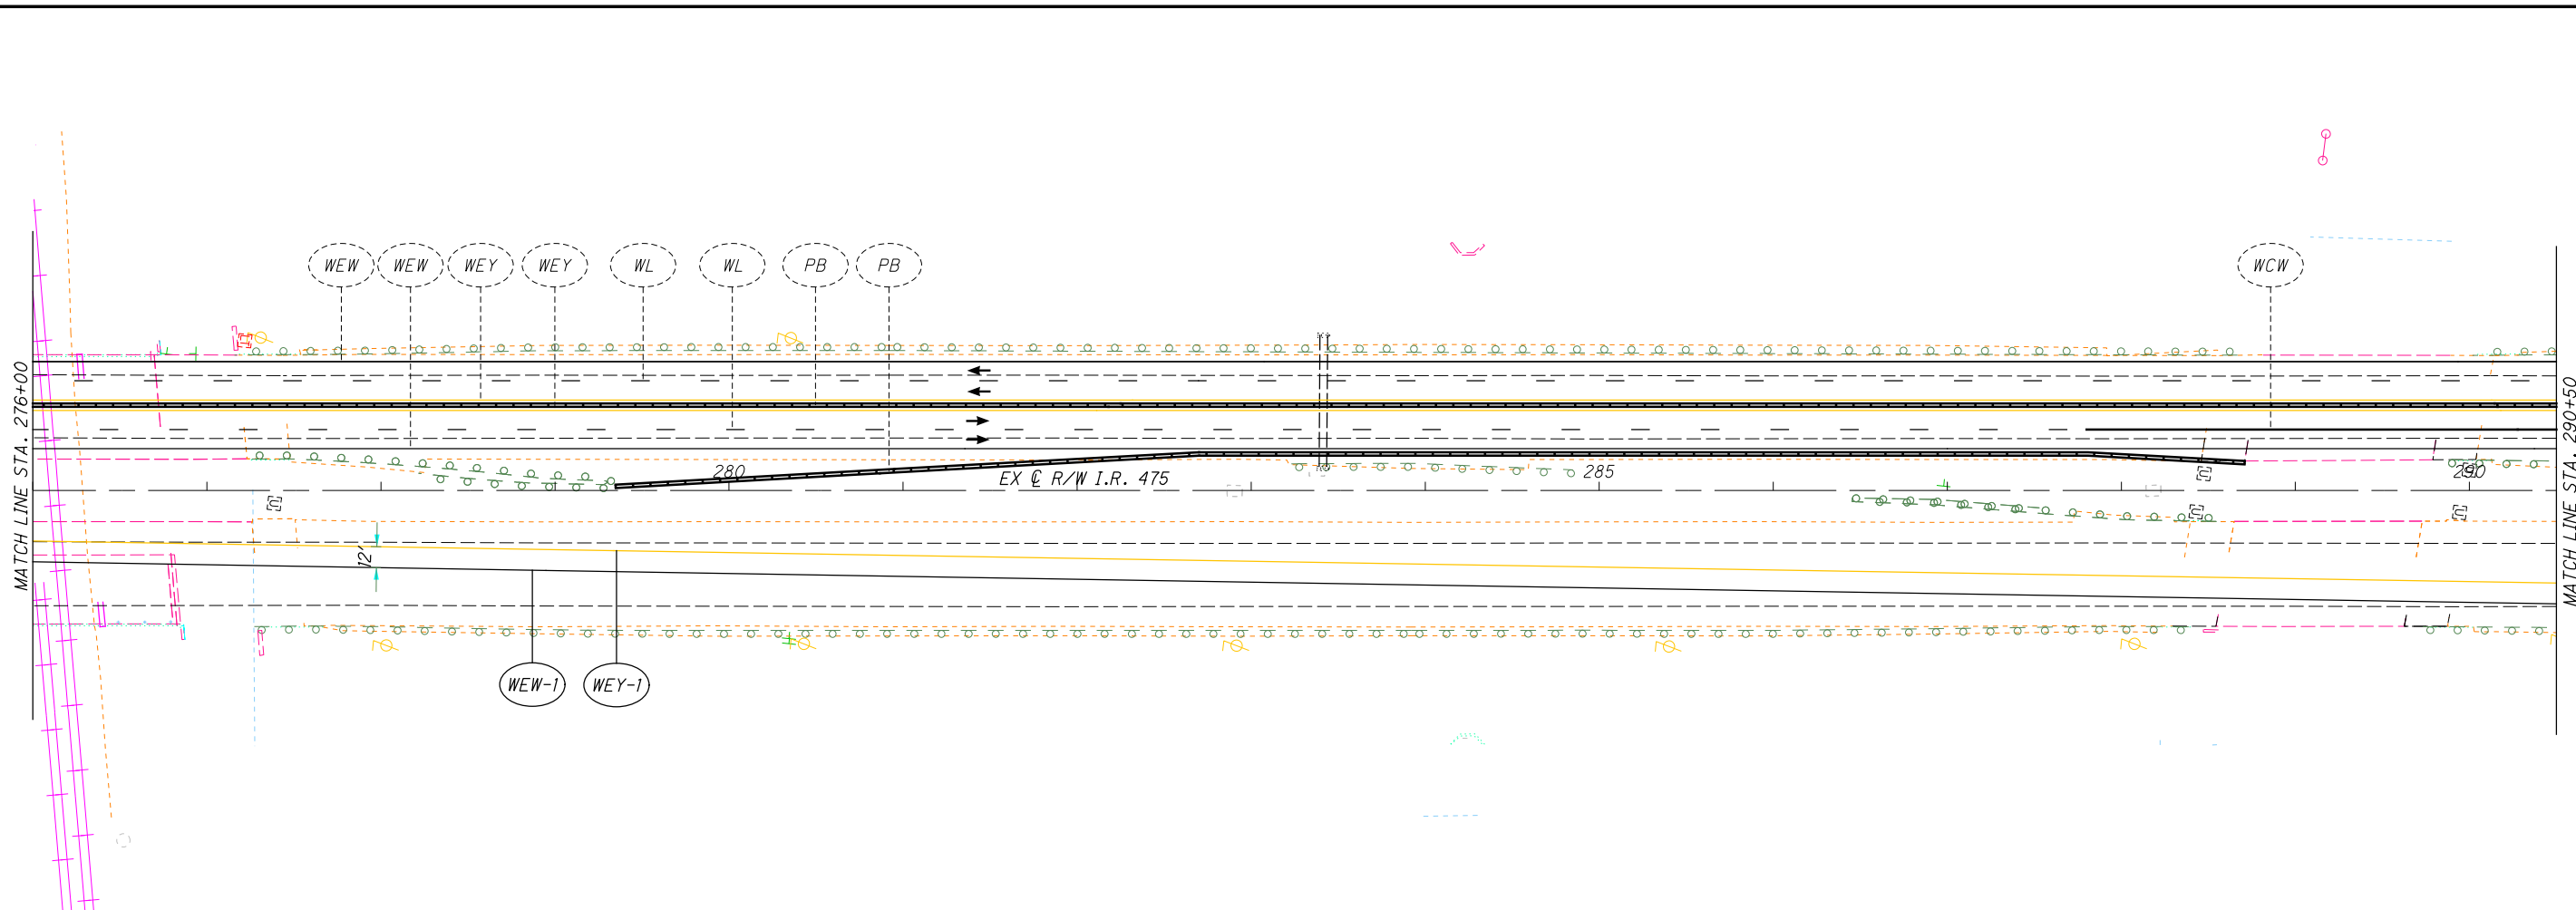 WEW WEW WEY WEY WL WL PB PB WCW
MATCH LINE STA. 276+00
MATCH LINE STA. 290+50
280 285 290
EX ℄ R/W I.R. 475
12'
WEW-1 WEY-1